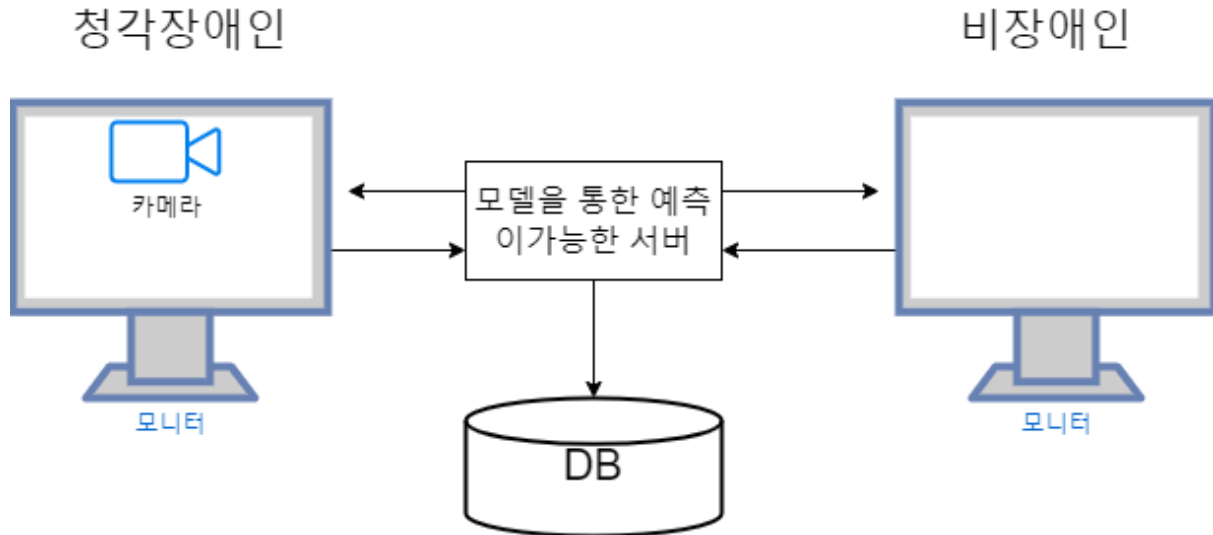 청각장애인
비장애인
카메라
모델을 통한 예측
이가능한 서버
모니터
모니터
DB